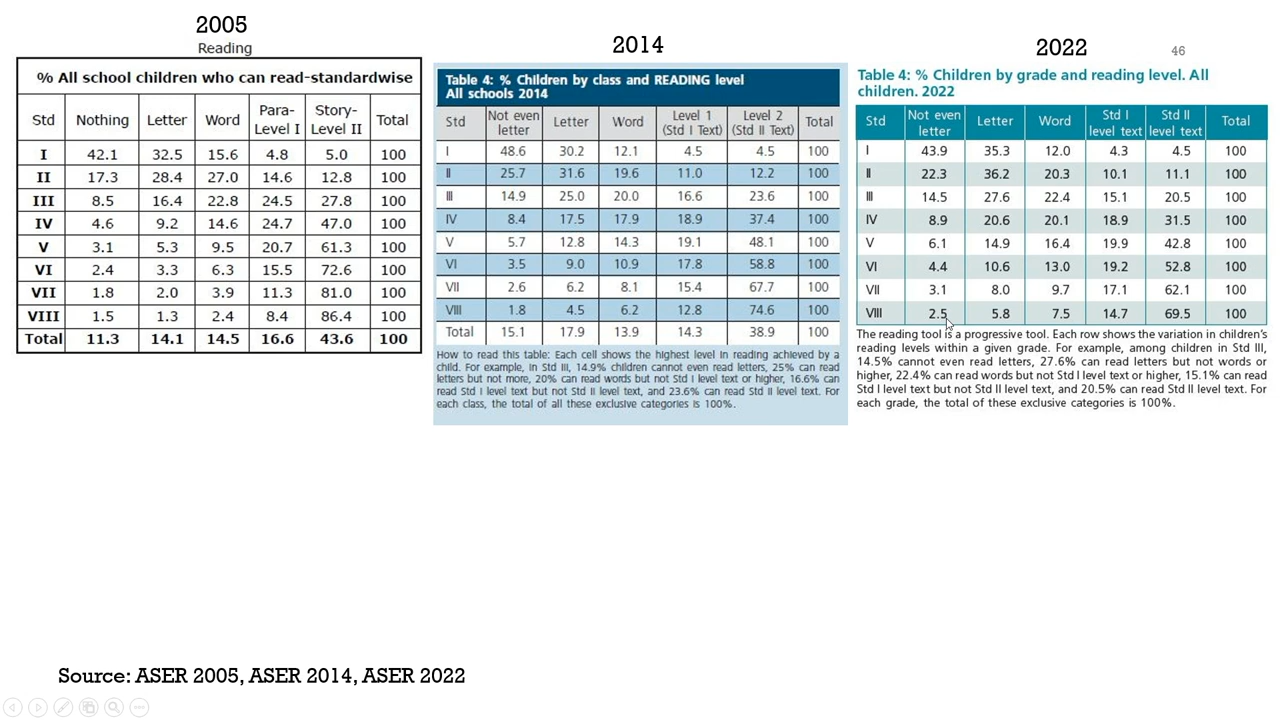 2005
Reading
% All school children who can read-standardwise
Std Nothing Letter Word Para-Level I Story-Level II Total
I 42.1 32.5 15.6 4.8 5.0 100
II 17.3 28.4 27.0 14.6 12.8 100
III 8.5 16.4 22.8 24.5 27.8 100
IV 4.6 9.2 14.6 24.7 47.0 100
V 3.1 5.3 9.5 20.7 61.3 100
VI 2.4 3.3 6.3 15.5 72.6 100
VII 1.8 2.0 3.9 11.3 81.0 100
VIII 1.5 1.3 2.4 8.4 86.4 100
Total 11.3 14.1 14.5 16.6 43.6 100
2014
Table 4: % Children by class and READING level
All schools 2014
Std Not even letter Letter Word Level 1 (Std I Text) Level 2 (Std II Text) Total
I 48.6 30.2 12.1 4.5 4.5 100
II 25.7 31.6 19.6 11.0 12.2 100
III 14.9 25.0 20.0 16.6 23.6 100
IV 8.4 17.5 17.9 18.9 37.4 100
V 5.7 12.8 14.3 19.1 48.1 100
VI 3.5 9.0 10.9 17.8 58.8 100
VII 2.6 6.2 8.1 15.4 67.7 100
VIII 1.8 4.5 6.2 12.8 74.6 100
Total 15.1 17.9 13.9 14.3 38.9 100
How to read this table: Each cell shows the highest level in reading achieved by a
child. For example, in Std III, 14.9% children cannot even read letters, 25% can read
letters but not more, 20% can read words but not Std I level text or higher, 16.6% can
read Std I level text but not Std II level text, and 23.6% can read Std II level text. For
each class, the total of all these exclusive categories is 100%.
2022
46
Table 4: % Children by grade and reading level. All
children. 2022
Std Not even letter Letter Word Std I level text Std II level text Total
I 43.9 35.3 12.0 4.3 4.5 100
II 22.3 36.2 20.3 10.1 11.1 100
III 14.5 27.6 22.4 15.1 20.5 100
IV 8.9 20.6 20.1 18.9 31.5 100
V 6.1 14.9 16.4 19.9 42.8 100
VI 4.4 10.6 13.0 19.2 52.8 100
VII 3.1 8.0 9.7 17.1 62.1 100
VIII 2.5 5.8 7.5 14.7 69.5 100
The reading tool is a progressive tool. Each row shows the variation in children's
reading levels within a given grade. For example, among children in Std III,
14.5% cannot even read letters, 27.6% can read letters but not words or
higher, 22.4% can read words but not Std I level text or higher, 15.1% can read
Std I level text but not Std II level text, and 20.5% can read Std II level text. For
each grade, the total of these exclusive categories is 100%.
Source: ASER 2005, ASER 2014, ASER 2022